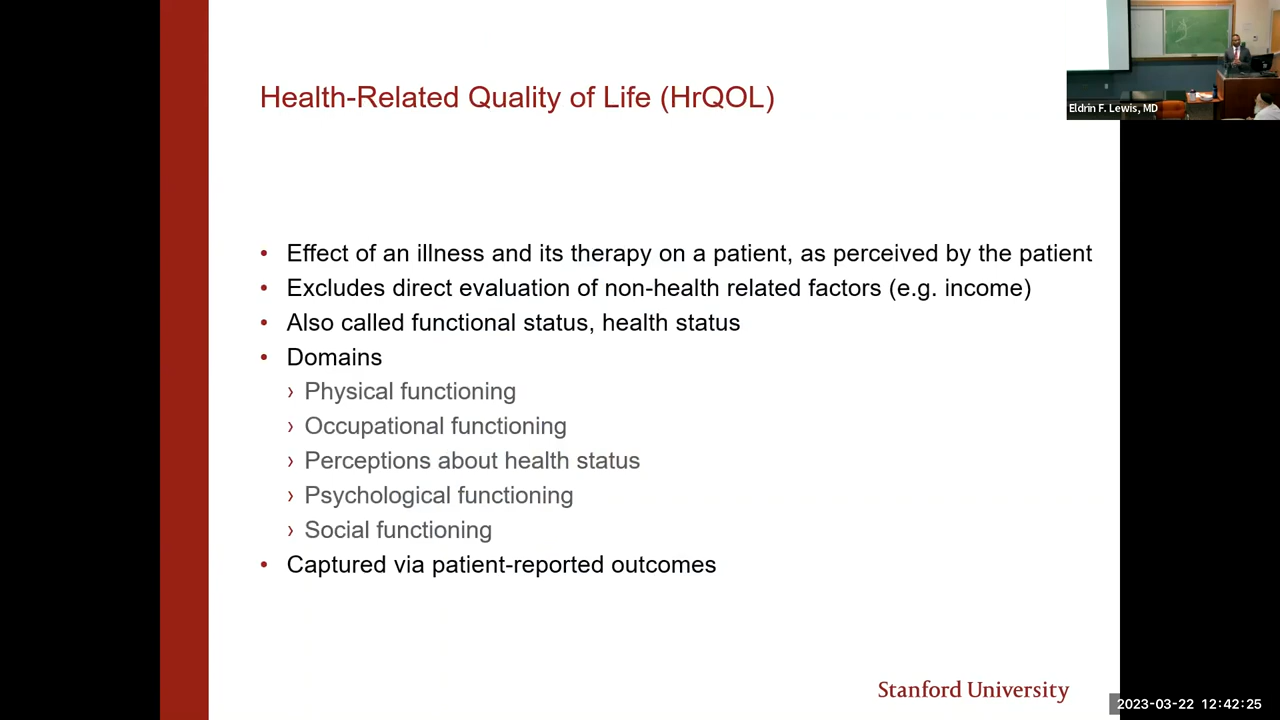 Health-Related Quality of Life (HrQOL)
Eldrin F. Lewis, MD
• Effect of an illness and its therapy on a patient, as perceived by the patient
• Excludes direct evaluation of non-health related factors (e.g. income)
• Also called functional status, health status
• Domains
› Physical functioning
› Occupational functioning
› Perceptions about health status
› Psychological functioning
› Social functioning
• Captured via patient-reported outcomes
Stanford University
2023-03-22 12:42:25